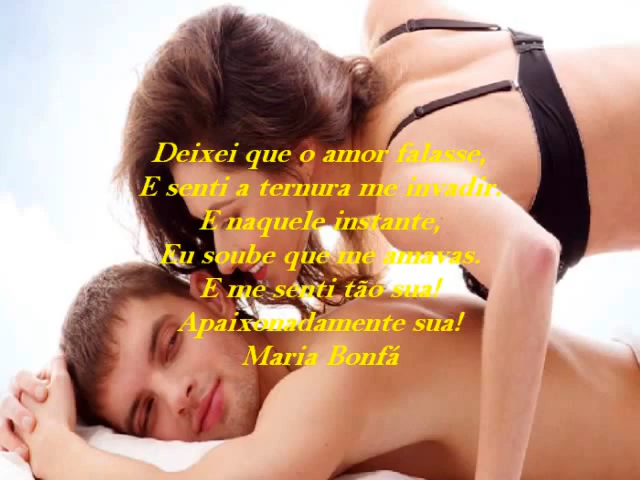 Deixei que o amor falasse,
E senti a ternura me invadir.
E naquele instante,
Eu soube que me amavas.
E me senti tão sua!
Apaixonadamente sua!
Maria Bonfá